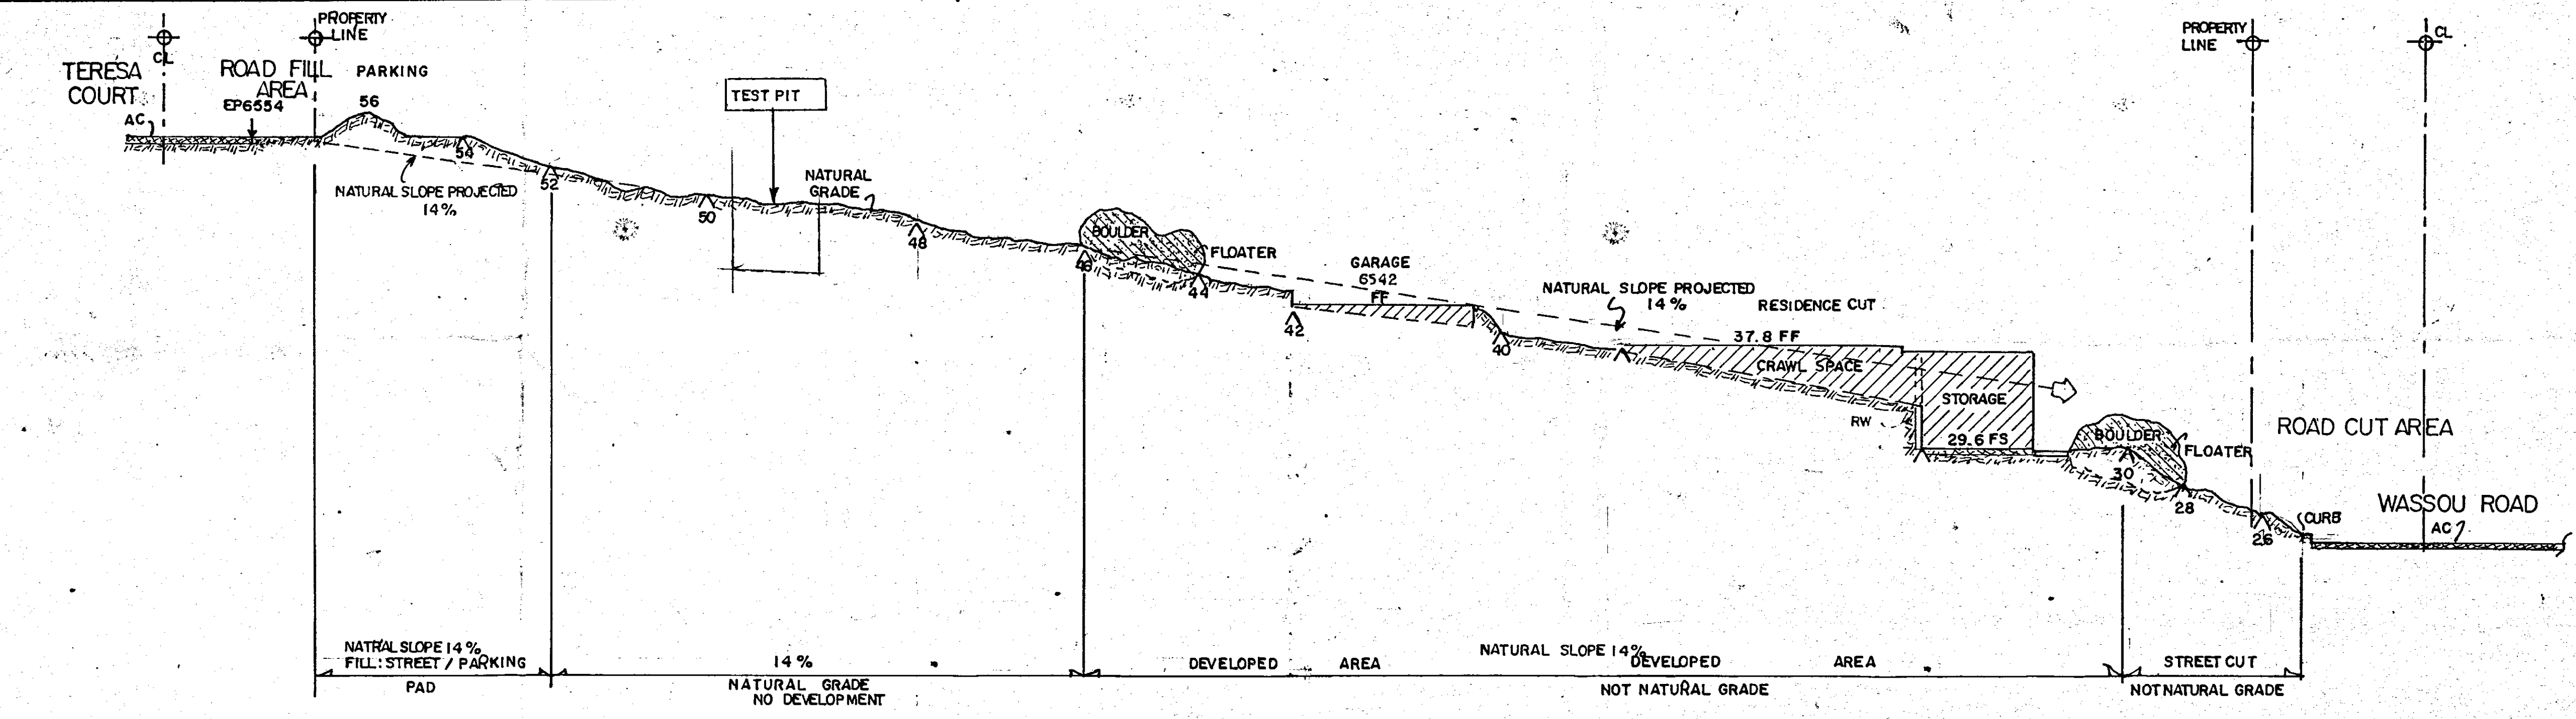 PROPERTY
LINE
CL
TERESA
COURT
ROAD FILL
AREA
PARKING
EP6554
56
AC
54
NATURAL SLOPE PROJECTED
14%
52
50
TEST PIT
NATURAL
GRADE
48
46
BOULDER
FLOATER
44
GARAGE
6542
FF
42
40
NATURAL SLOPE PROJECTED
14%
RESIDENCE CUT
37.8 FF
CRAWL SPACE
STORAGE
RW
29.6 FS
BOULDER
FLOATER
30
28
26
PROPERTY
LINE
CL
ROAD CUT AREA
WASSOU ROAD
CURB
AC
NATRAL SLOPE 14%
FILL: STREET / PARKING
PAD
14%
NATURAL GRADE
NO DEVELOPMENT
NATURAL SLOPE 14%
DEVELOPED AREA
DEVELOPED AREA
NOT NATURAL GRADE
STREET CUT
NOT NATURAL GRADE